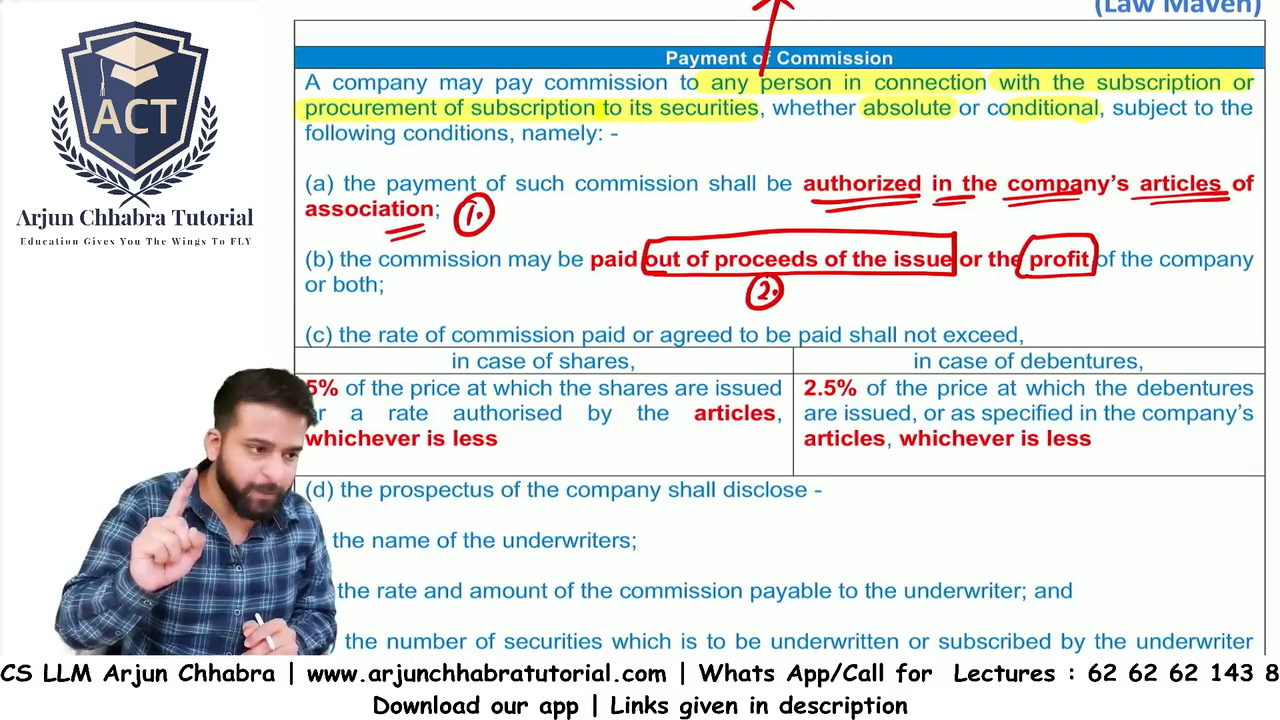 (Law Maven)
ACT
Arjun Chhabra Tutorial
Education Gives You The Wings To FLY
Payment of Commission
A company may pay commission to any person in connection with the subscription or
procurement of subscription to its securities, whether absolute or conditional, subject to the
following conditions, namely: -
(a) the payment of such commission shall be authorized in the company’s articles of
association; 1.
(b) the commission may be paid out of proceeds of the issue or the profit of the company
2.
or both;
(c) the rate of commission paid or agreed to be paid shall not exceed,
in case of shares,
5% of the price at which the shares are issued
a rate authorised by the articles,
whichever is less
in case of debentures,
2.5% of the price at which the debentures
are issued, or as specified in the company’s
articles, whichever is less
(d) the prospectus of the company shall disclose -
the name of the underwriters;
the rate and amount of the commission payable to the underwriter; and
the number of securities which is to be underwritten or subscribed by the underwriter
CS LLM Arjun Chhabra | www.arjunchhabratutorial.com | Whats App/Call for Lectures : 62 62 62 143 8
Download our app | Links given in description